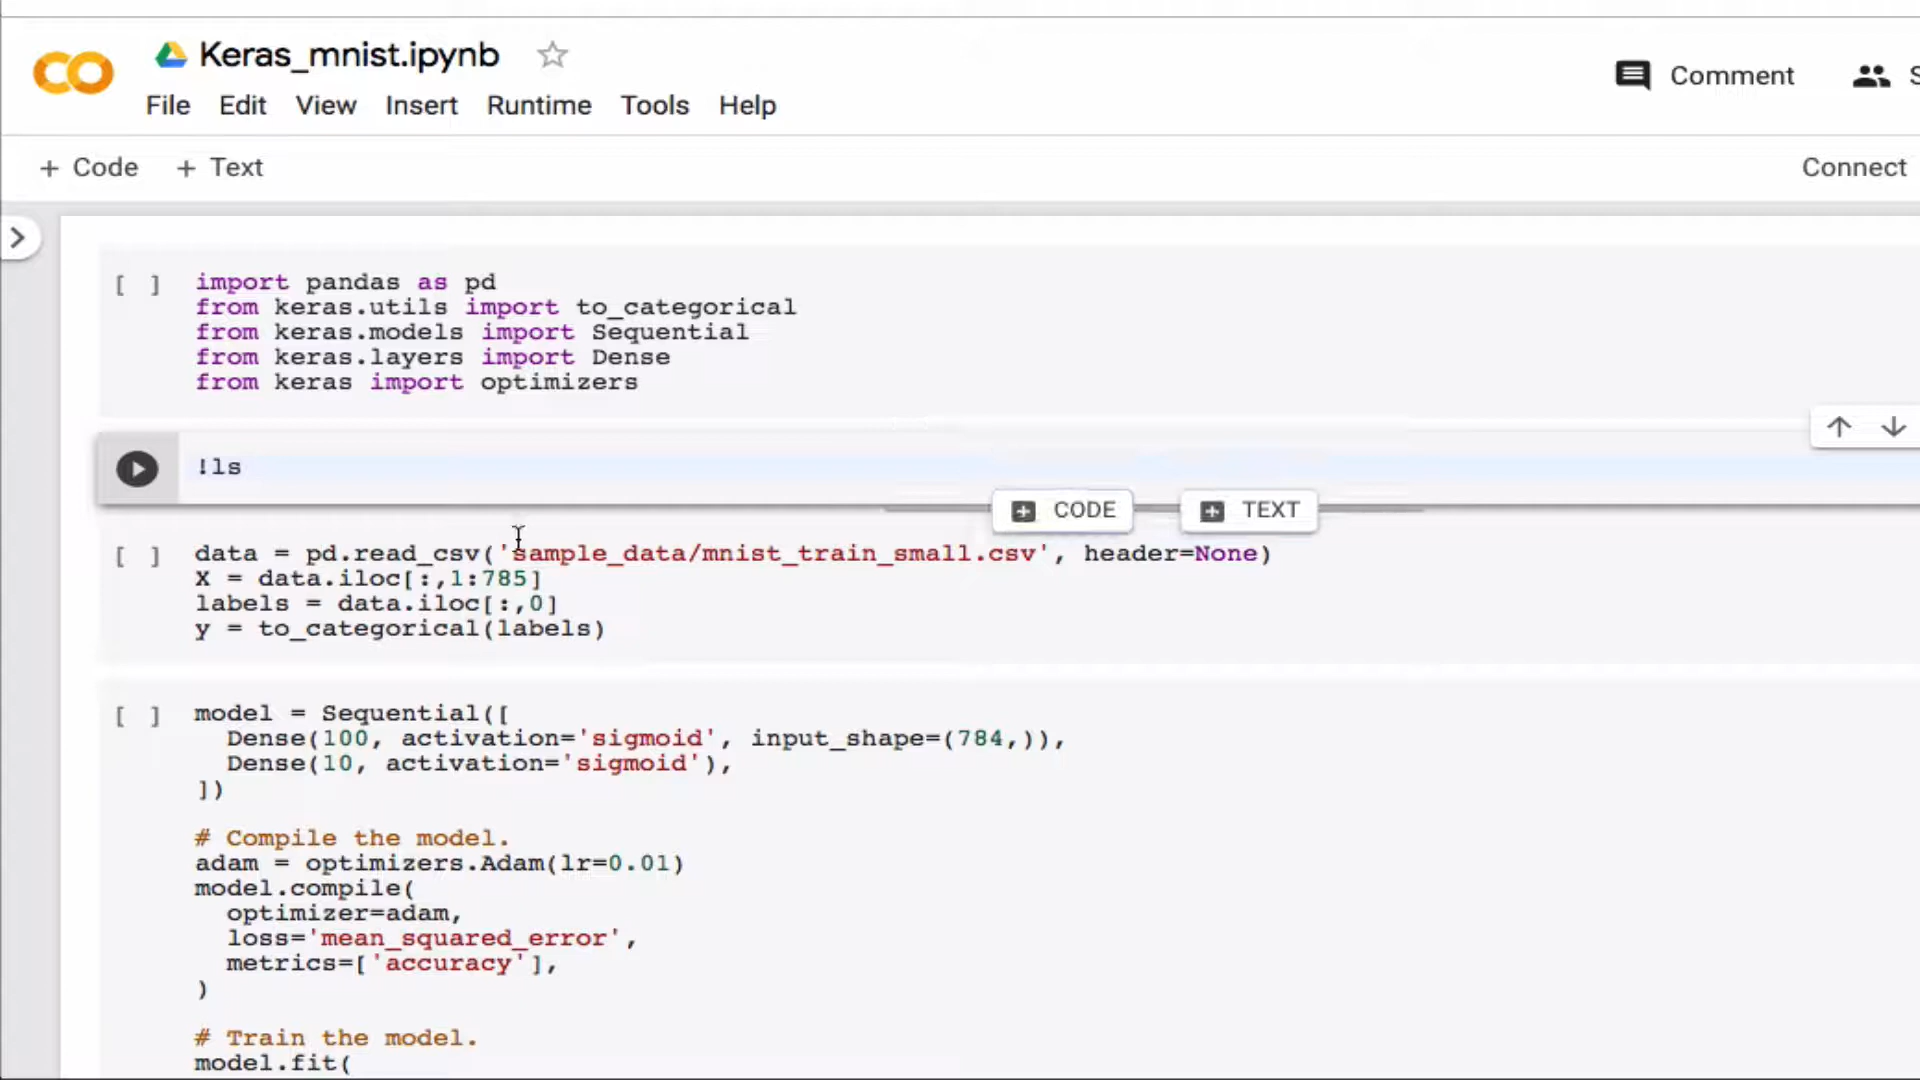 Keras_mnist.ipynb
File Edit View Insert Runtime Tools Help
Comment
+ Code + Text
Connect
[ ] import pandas as pd
from keras.utils import to_categorical
from keras.models import Sequential
from keras.layers import Dense
from keras import optimizers
!ls
CODE TEXT
[ ] data = pd.read_csv('sample_data/mnist_train_small.csv', header=None)
X = data.iloc[:,1:785]
labels = data.iloc[:,0]
y = to_categorical(labels)
[ ] model = Sequential([
Dense(100, activation='sigmoid', input_shape=(784,)),
Dense(10, activation='sigmoid'),
])
# Compile the model.
adam = optimizers.Adam(lr=0.01)
model.compile(
optimizer=adam,
loss='mean_squared_error',
metrics=['accuracy'],
)
# Train the model.
model.fit(